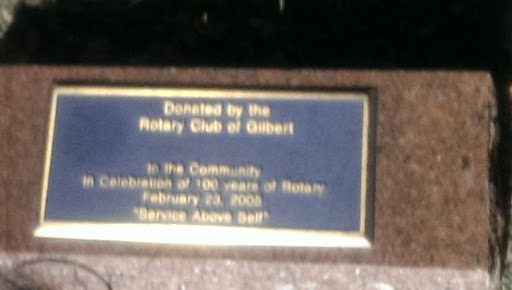 Donated by the
Rotary Club of Gilbert
In the Community
In Celebration of 100 years of Rotary
February 23, 2005
"Service Above Self"